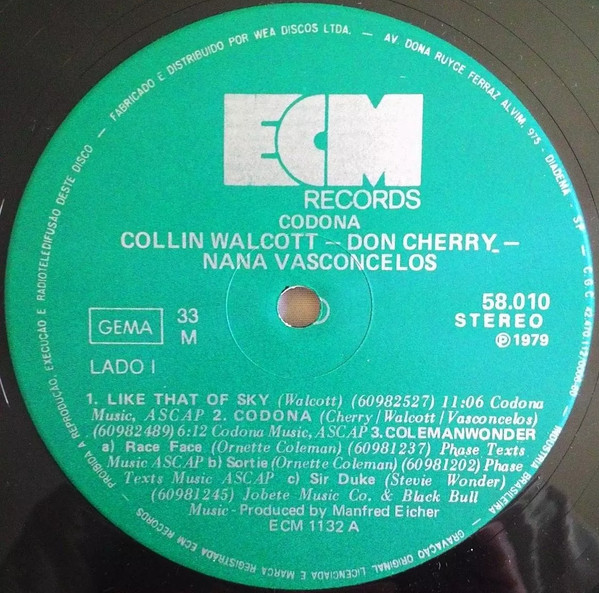 FABRICADO E DISTRIBUIDO POR WEA DISCOS LTDA. — AV. DONA RUYCE FERRAZ ALVIM, 975 - DIADEMA - SP -
INDUSTRIA BRASILEIRA -
PROIBIDA A REPRODUÇÃO, EXECUÇÃO E RADIOTELEDIFUSÃO DESTE DISCO —
GRAVAÇÃO ORIGINAL LICENCIADA E MARCA REGISTRADA ECM RECORDS
ECM
RECORDS
CODONA
COLLIN WALCOTT — DON CHERRY —
NANA VASCONCELOS
GEMA
33
M
58.010
STEREO
℗ 1979
LADO I
1. LIKE THAT OF SKY (Walcott) (60982527) 11:06 Codona
Music, ASCAP 2. CODONA (Cherry/Walcott/Vasconcelos)
(60982489) 6:12 Codona Music, ASCAP 3. COLEMANWONDER
a) Race Face (Ornette Coleman) (60981237) Phase Texts
Music ASCAP b) Sortie (Ornette Coleman) (60981202) Phase
Texts Music ASCAP c) Sir Duke (Stevie Wonder)
(60981245) Jobete Music Co. & Black Bull
Music - Produced by Manfred Eicher
ECM 1132 A